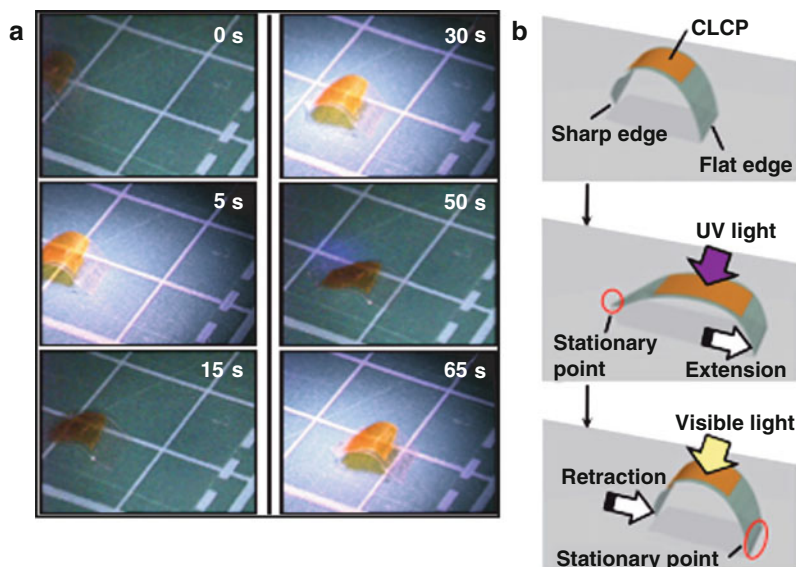 a
0 s
30 s
5 s
50 s
15 s
65 s
b
CLCP
Sharp edge
Flat edge
UV light
Stationary
point
Extension
Visible light
Retraction
Stationary point